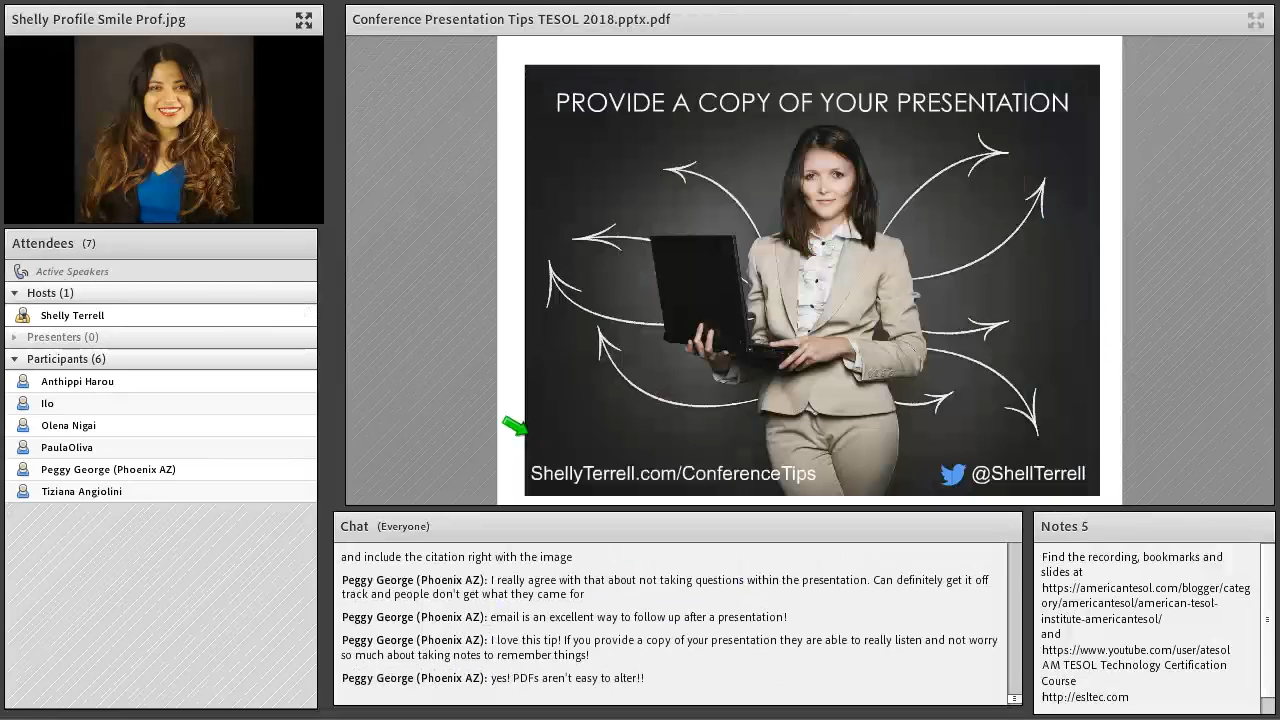 Shelly Profile Smile Prof.jpg
Attendees (7)
Active Speakers
Hosts (1)
Shelly Terrell
Presenters (0)
Participants (6)
Anthippi Harou
Ilo
Olena Nigai
PaulaOliva
Peggy George (Phoenix AZ)
Tiziana Angiolini
Conference Presentation Tips TESOL 2018.pptx.pdf
PROVIDE A COPY OF YOUR PRESENTATION
ShellyTerrell.com/ConferenceTips
@ShellTerrell
Chat (Everyone)
and include the citation right with the image
Peggy George (Phoenix AZ): I really agree with that about not taking questions within the presentation. Can definitely get it off
track and people don't get what they came for
Peggy George (Phoenix AZ): email is an excellent way to follow up after a presentation!
Peggy George (Phoenix AZ): I love this tip! If you provide a copy of your presentation they are able to really listen and not worry
so much about taking notes to remember things!
Peggy George (Phoenix AZ): yes! PDFs aren't easy to alter!!
Notes 5
Find the recording, bookmarks and
slides at
https://americantesol.com/blogger/categ
ory/americantesol/american-tesol-
institute-americantesol/
and
https://www.youtube.com/user/atesol
AM TESOL Technology Certification
Course
http://esltec.com